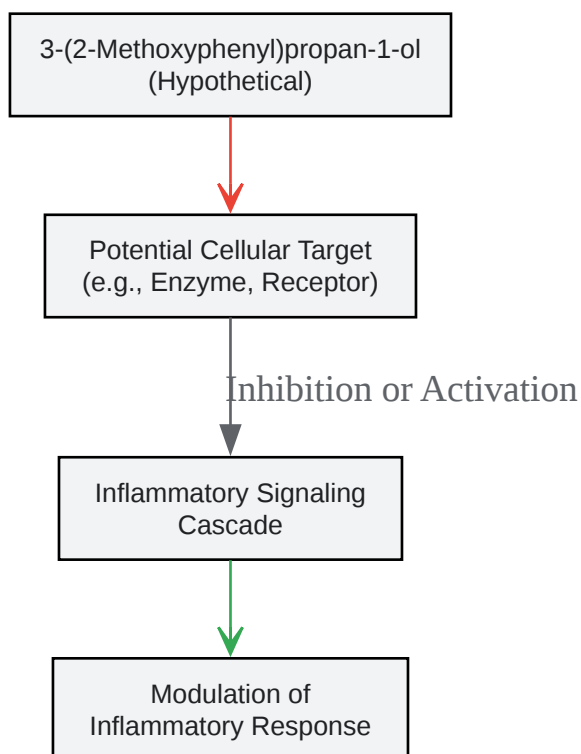 3-(2-Methoxyphenyl)propan-1-ol
(Hypothetical)
Potential Cellular Target
(e.g., Enzyme, Receptor)
Inhibition or Activation
Inflammatory Signaling
Cascade
Modulation of
Inflammatory Response